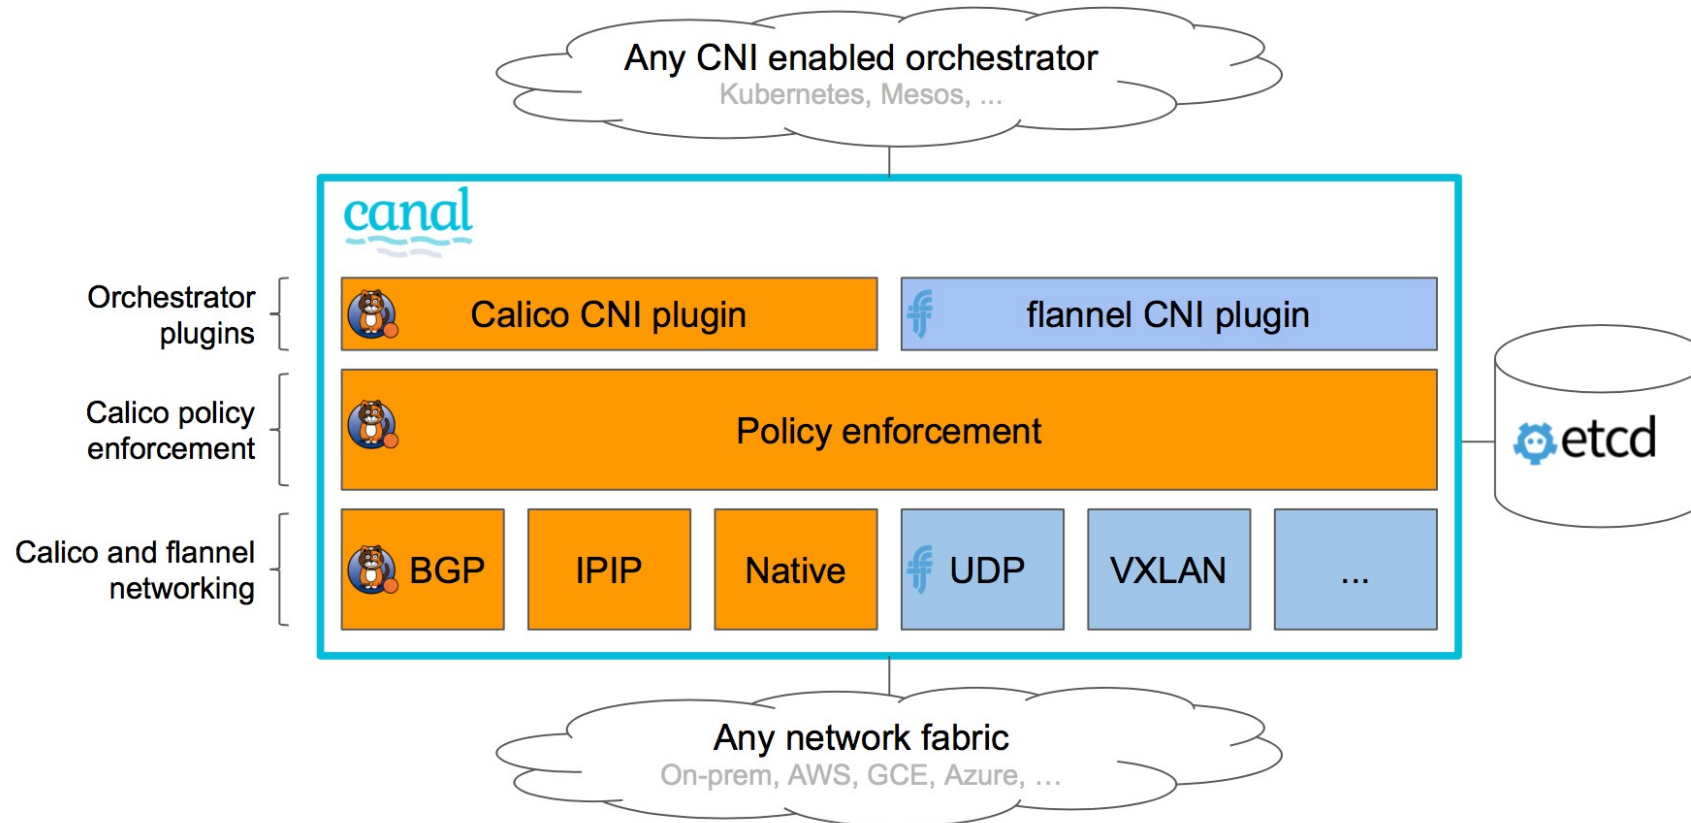 Any CNI enabled orchestrator
Kubernetes, Mesos, ...
canal
Orchestrator
plugins
Calico CNI plugin
flannel CNI plugin
Calico policy
enforcement
Policy enforcement
etcd
Calico and flannel
networking
BGP
IPIP
Native
UDP
VXLAN
...
Any network fabric
On-prem, AWS, GCE, Azure, ...